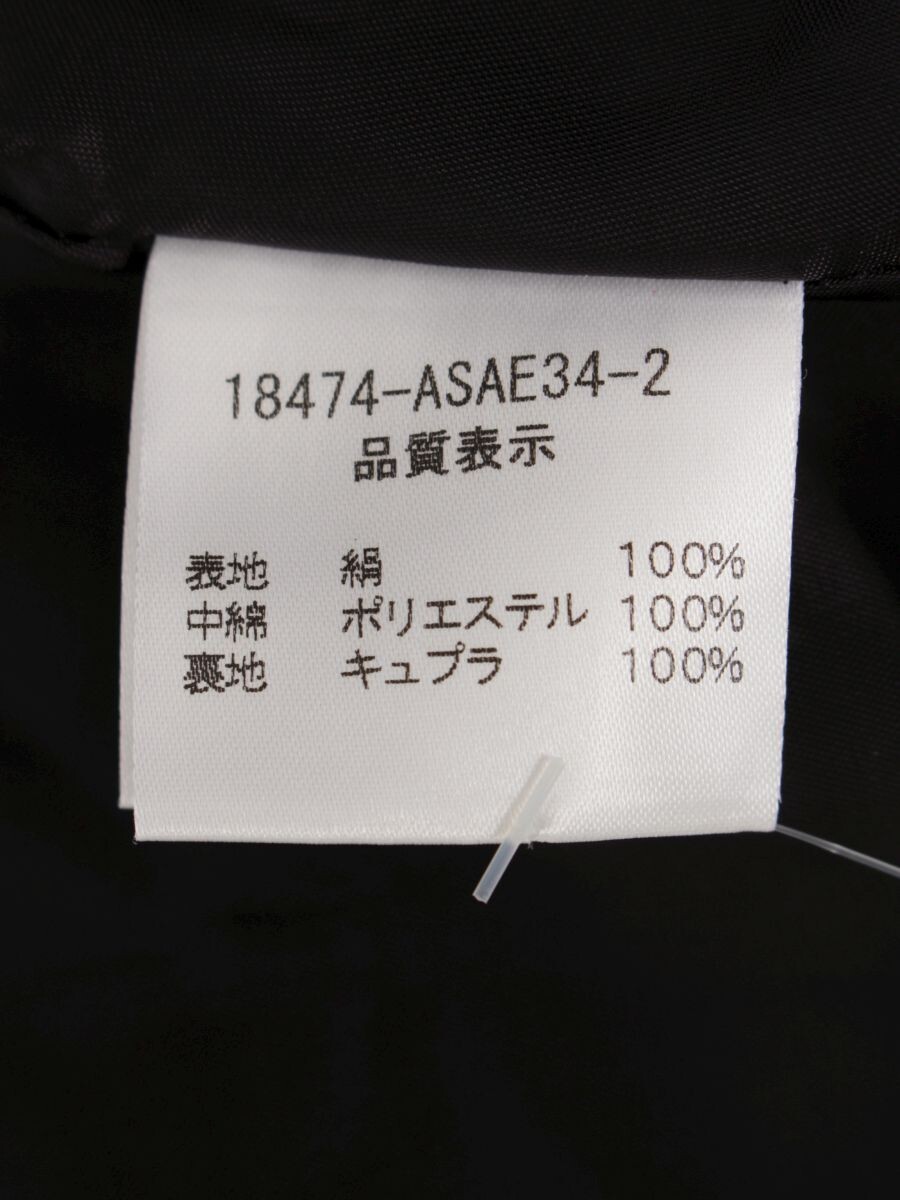 18474-ASAE34-2
品質表示
表地 絹 100%
中綿 ポリエステル 100%
裏地 キュプラ 100%